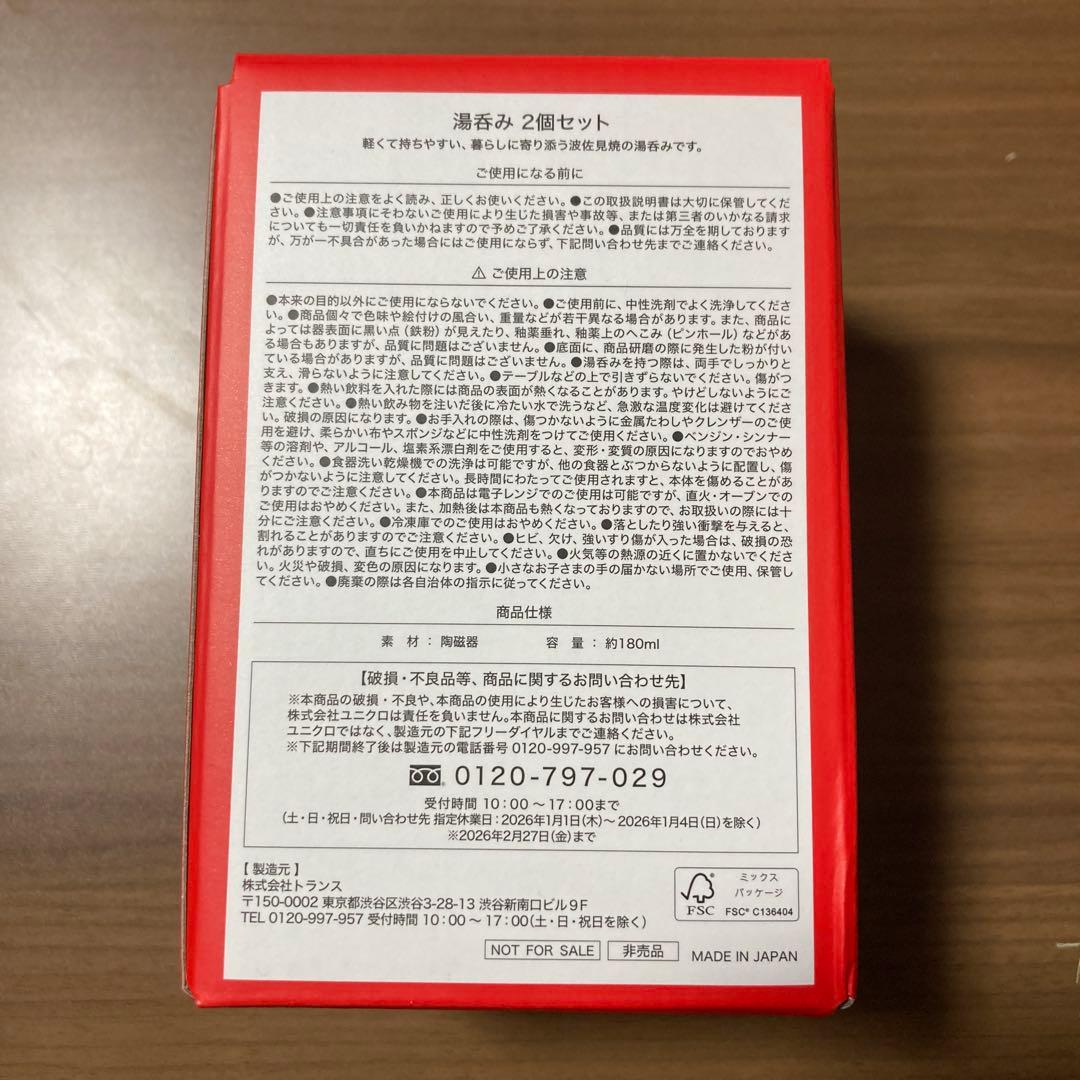 湯呑み 2個セット
軽くて持ちやすい、暮らしに寄り添う波佐見焼の湯呑みです。
ご使用になる前に
●ご使用上の注意をよく読み、正しくお使いください。●この取扱説明書は大切に保管してくだ
さい。●注意事項にそわないご使用により生じた損害や事故等、または第三者のいかなる請求
についても一切責任を負いかねますので予めご了承ください。●品質には万全を期しております
が、万が一不具合があった場合にはご使用にならず、下記問い合わせ先までご連絡ください。
⚠ ご使用上の注意
●本来の目的以外にご使用にならないでください。●ご使用前に、中性洗剤でよく洗浄してくださ
い。●商品個々で色味や絵付けの風合い、重量などが若干異なる場合があります。また、商品に
よっては器表面に黒い点（鉄粉）が見えたり、釉薬垂れ、釉薬上のへこみ（ピンホール）などがあ
る場合もありますが、品質に問題はございません。●底面に、商品研磨の際に発生した粉が付い
ている場合がありますが、品質に問題はございません。●湯呑みを持つ際は、両手でしっかりと
支え、滑らないように注意してください。●テーブルなどの上で引きずらないでください。傷がつ
きます。●熱い飲料を入れた際には商品の表面が熱くなることがあります。やけどしないようにご
注意ください。●熱い飲み物を注いだ後に冷たい水で洗うなど、急激な温度変化は避けてくださ
い。破損の原因になります。●お手入れの際は、傷つかないように金属たわしやクレンザーのご使
用を避け、柔らかい布やスポンジなどに中性洗剤をつけてご使用ください。●ベンジン・シンナー
等の溶剤や、アルコール、塩素系漂白剤をご使用すると、変形・変質の原因になりますのでおやめ
ください。●食器洗い乾燥機での洗浄は可能ですが、他の食器とぶつからないように配置し、傷
がつかないように注意してください。長時間にわたってご使用されますと、本体を傷めることがあ
りますのでご注意ください。●本商品は電子レンジでのご使用は可能ですが、直火・オーブンでの
ご使用はおやめください。また、加熱後は本商品も熱くなっておりますので、お取扱いの際には十
分にご注意ください。●冷凍庫でのご使用はおやめください。●落としたり強い衝撃を与えると、
割れることがありますのでご注意ください。●ヒビ、欠け、強いすり傷が入った場合は、破損の恐
れがありますので、直ちにご使用を中止してください。●火気等の熱源の近くに置かないでくださ
い。火災や破損、変色の原因になります。●小さなお子さまの手の届かない場所でご使用、保管し
てください。●廃棄の際は各自治体の指示に従ってください。
商品仕様
素 材：陶磁器 容 量：約180ml
【破損・不良品等、商品に関するお問い合わせ先】
※本商品の破損・不良や、本商品の使用により生じたお客様への損害について、
株式会社ユニクロは責任を負いません。本商品に関するお問い合わせは株式会社
ユニクロではなく、製造元の下記フリーダイヤルまでご連絡ください。
※下記期間終了後は製造元の電話番号 0120-997-957 にお問い合わせください。
0120-797-029
受付時間 10：00 ～ 17：00まで
（土・日・祝日・問い合わせ先 指定休業日：2026年1月1日（木）～ 2026年1月4日（日）を除く）
※2026年2月27日（金）まで
【 製造元 】
株式会社トランス
〒150-0002 東京都渋谷区渋谷3-28-13 渋谷新南口ビル9F
TEL 0120-997-957 受付時間 10：00 ～ 17：00（土・日・祝日を除く）
FSC
ミックス
パッケージ
FSC® C136404
NOT FOR SALE 非売品 MADE IN JAPAN